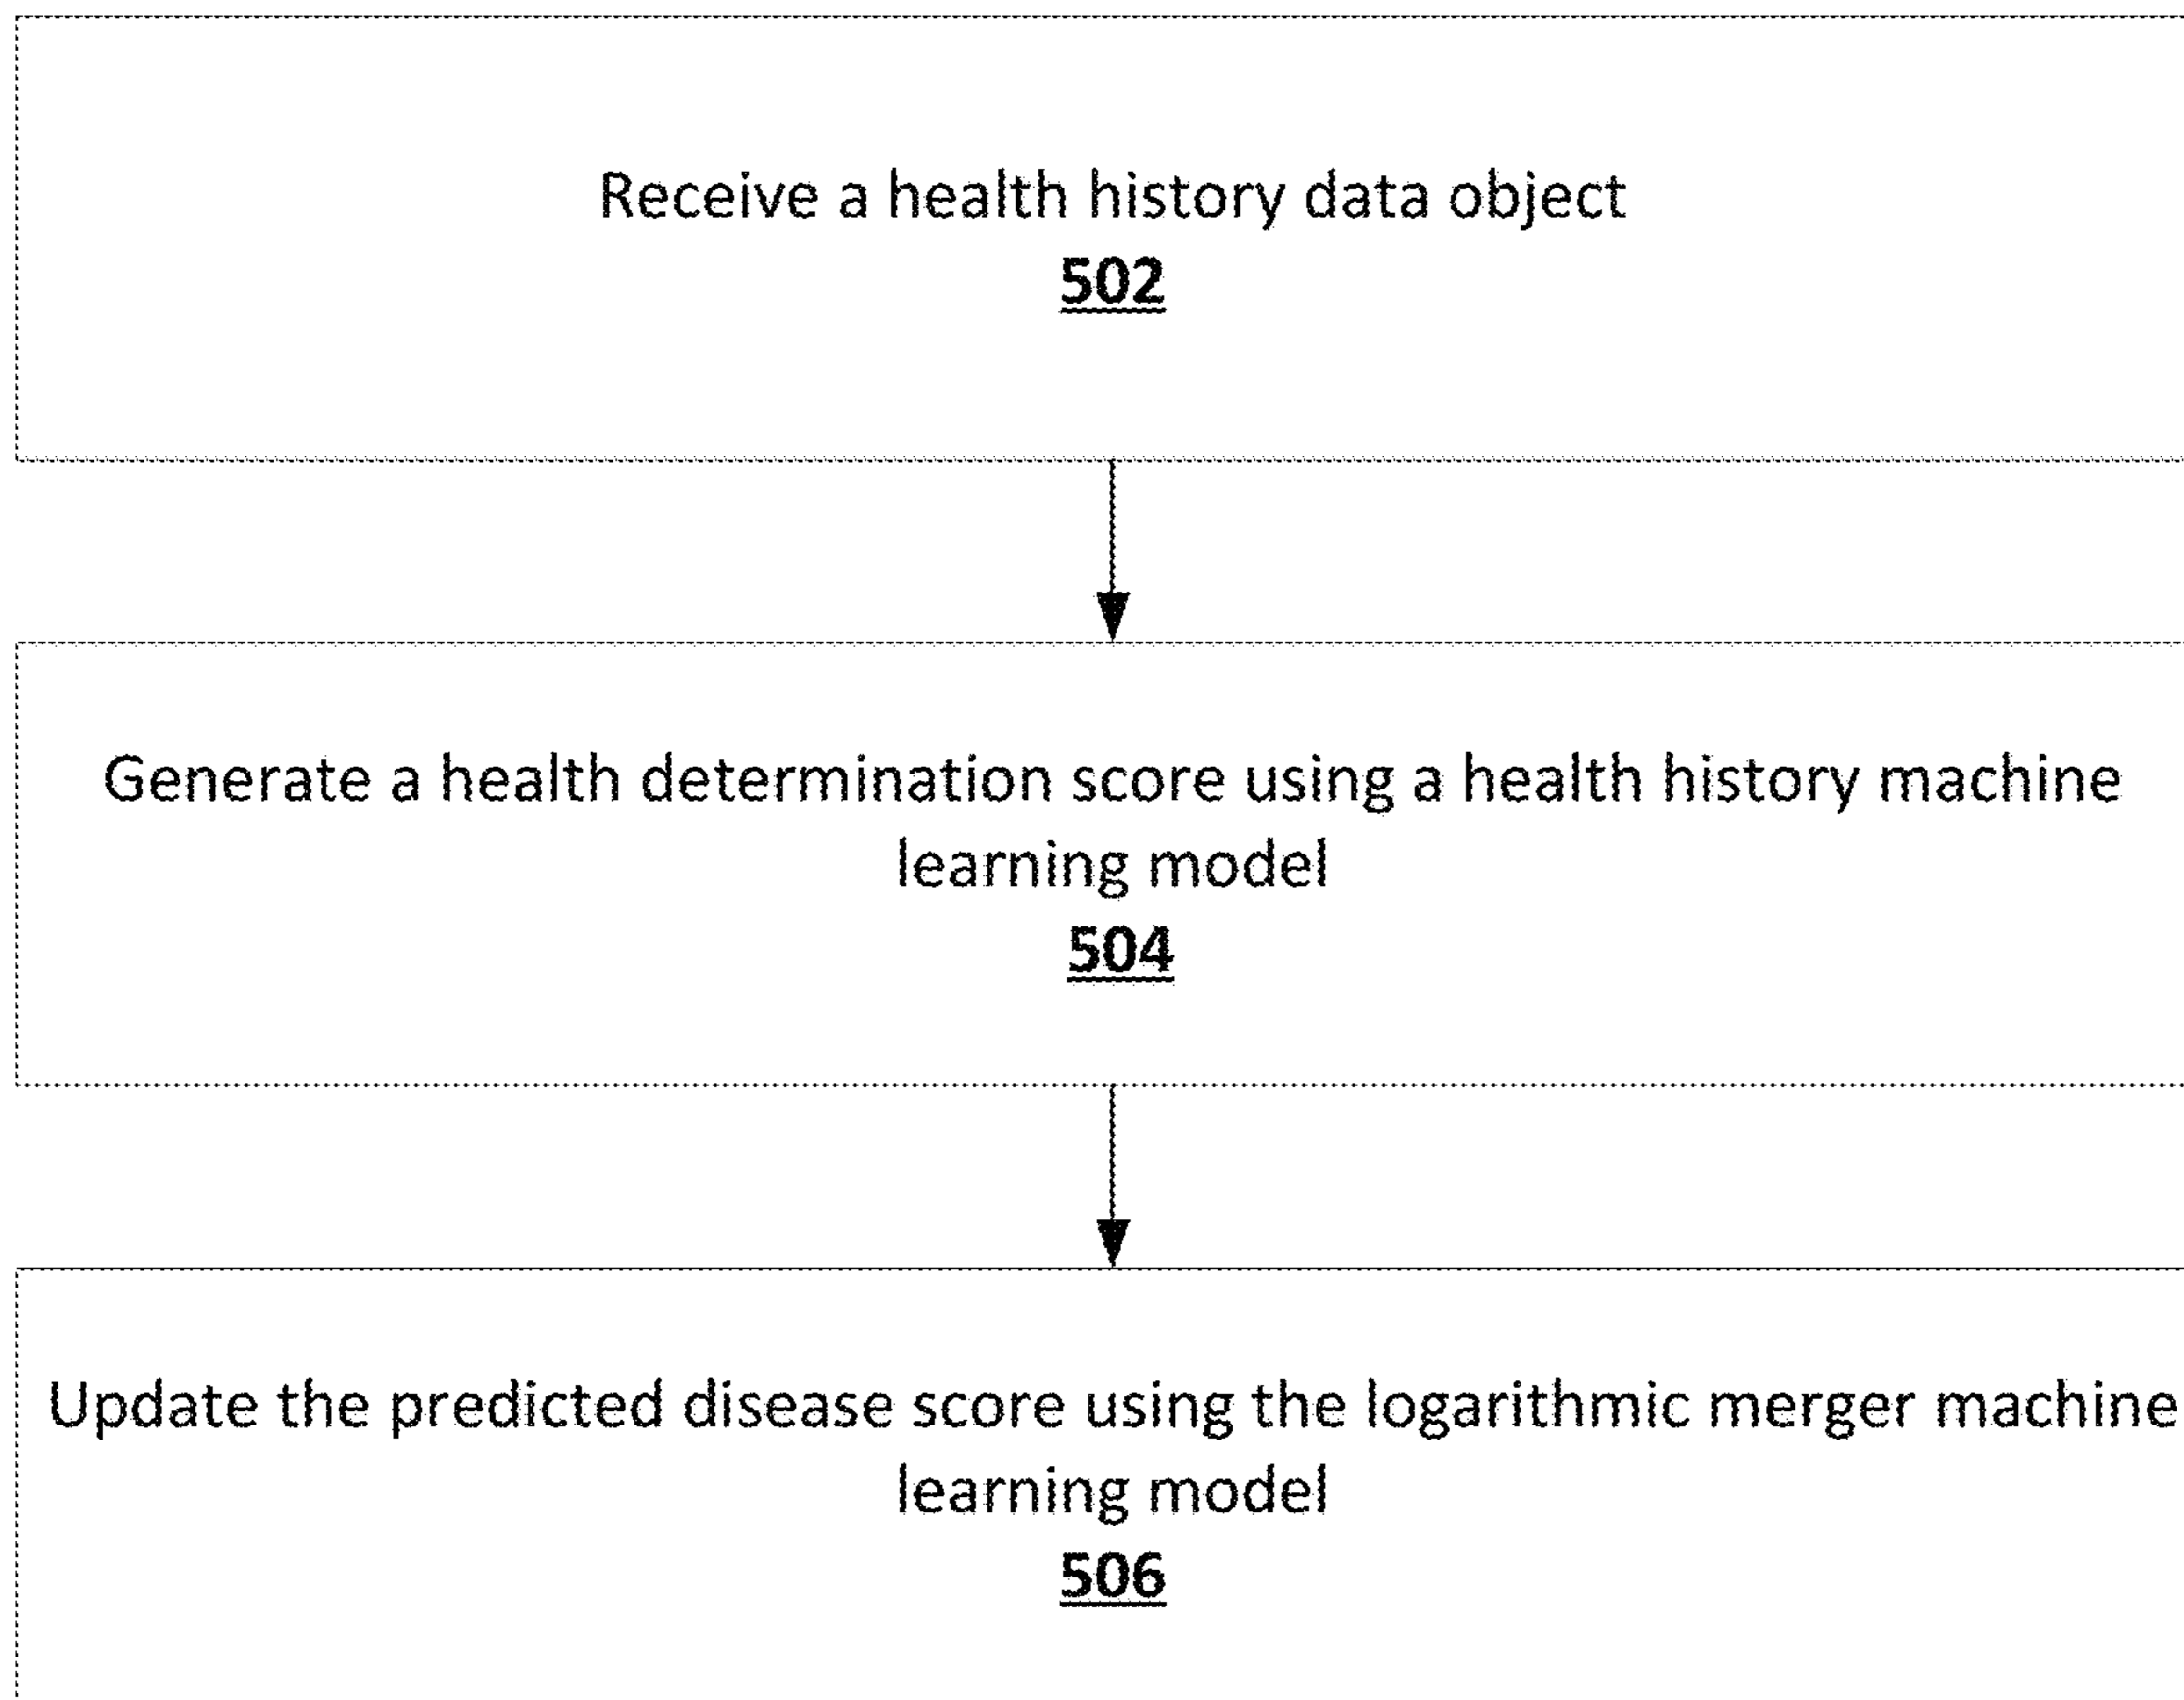 Receive a health history data object
502
Generate a health determination score using a health history machine
learning model
504
Update the predicted disease score using the logarithmic merger machine
learning model
506